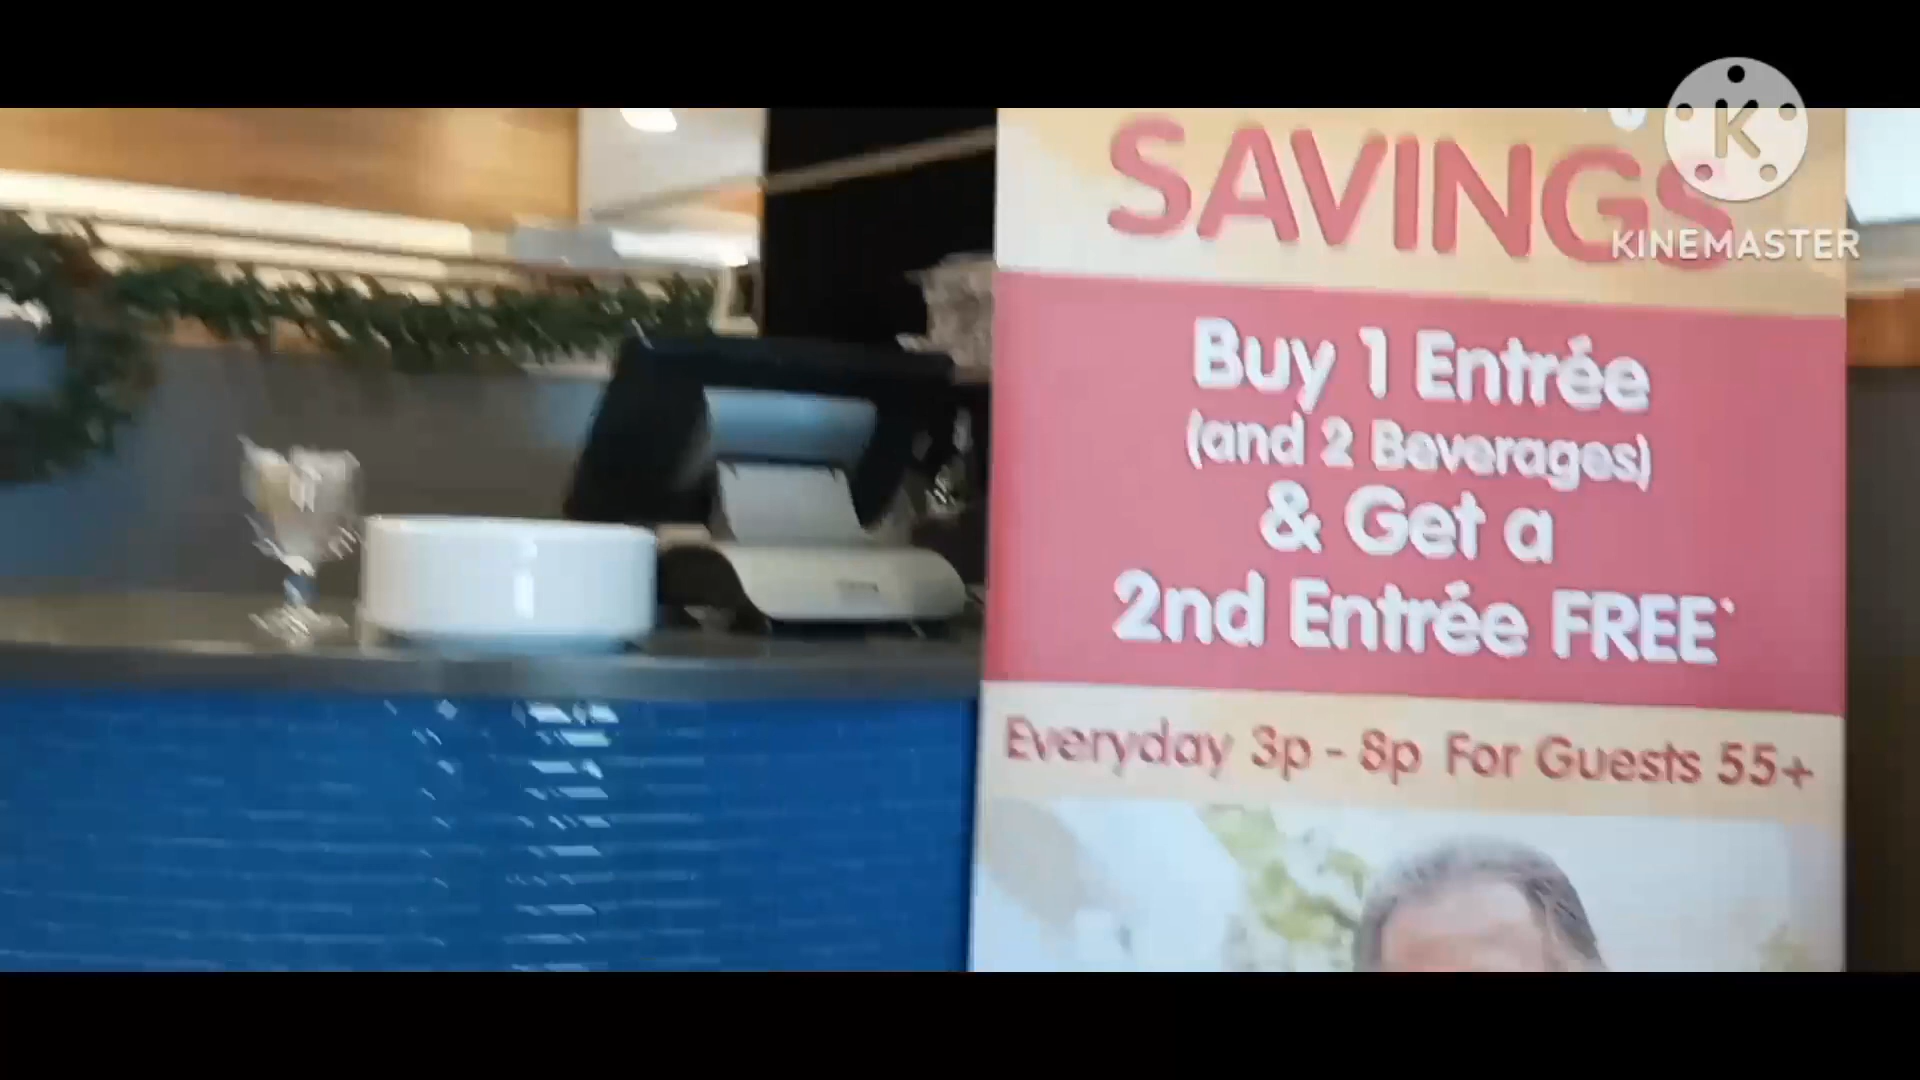 SAVINGS
KINEMASTER
Buy 1 Entrée
(and 2 Beverages)
& Get a
2nd Entrée FREE*
Everyday 3p - 8p For Guests 55+